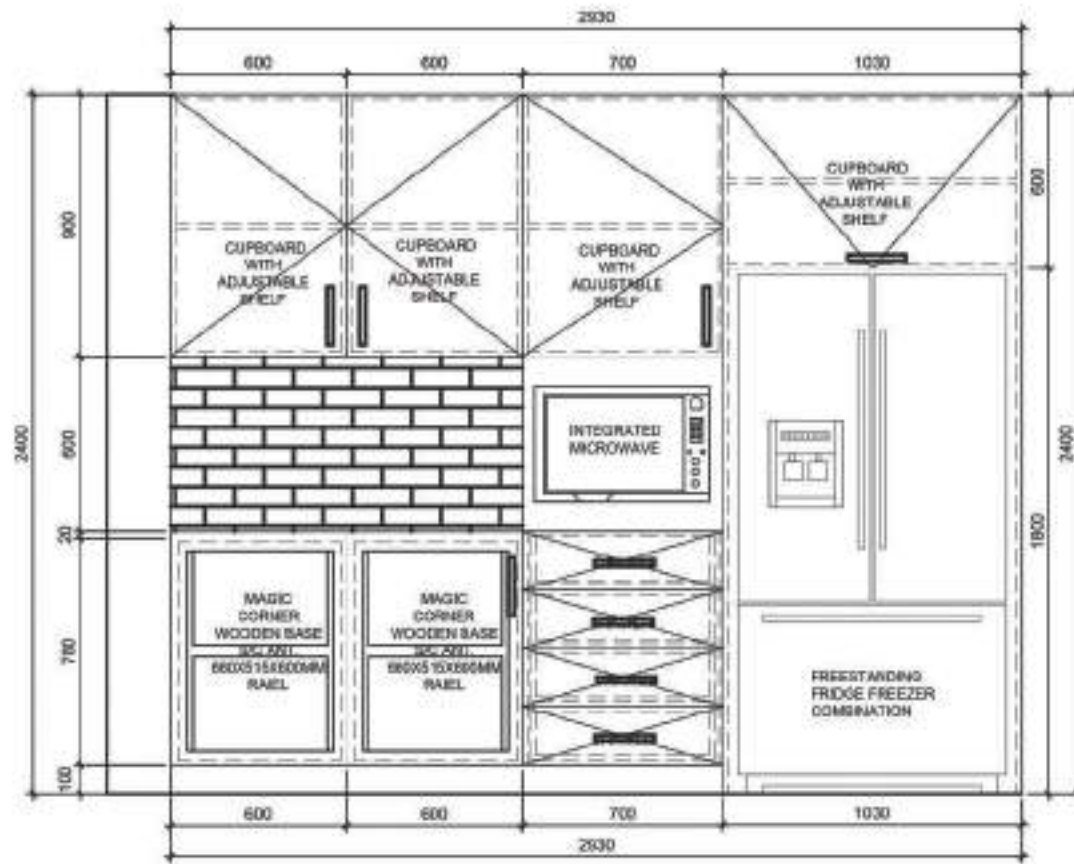 2930
600
600
700
1030
CUPBOARD
WITH
ADJUSTABLE
SHELF
CUPBOARD
WITH
ADJUSTABLE
SHELF
CUPBOARD
WITH
ADJUSTABLE
SHELF
CUPBOARD
WITH
ADJUSTABLE
SHELF
2400
900
600
20
780
100
INTEGRATED
MICROWAVE
600
1800
2400
MAGIC
CORNER
WOODEN BASE
MAGIC
CORNER
WOODEN BASE
FREESTANDING
FRIDGE FREEZER
COMBINATION
600
600
700
1030
2930